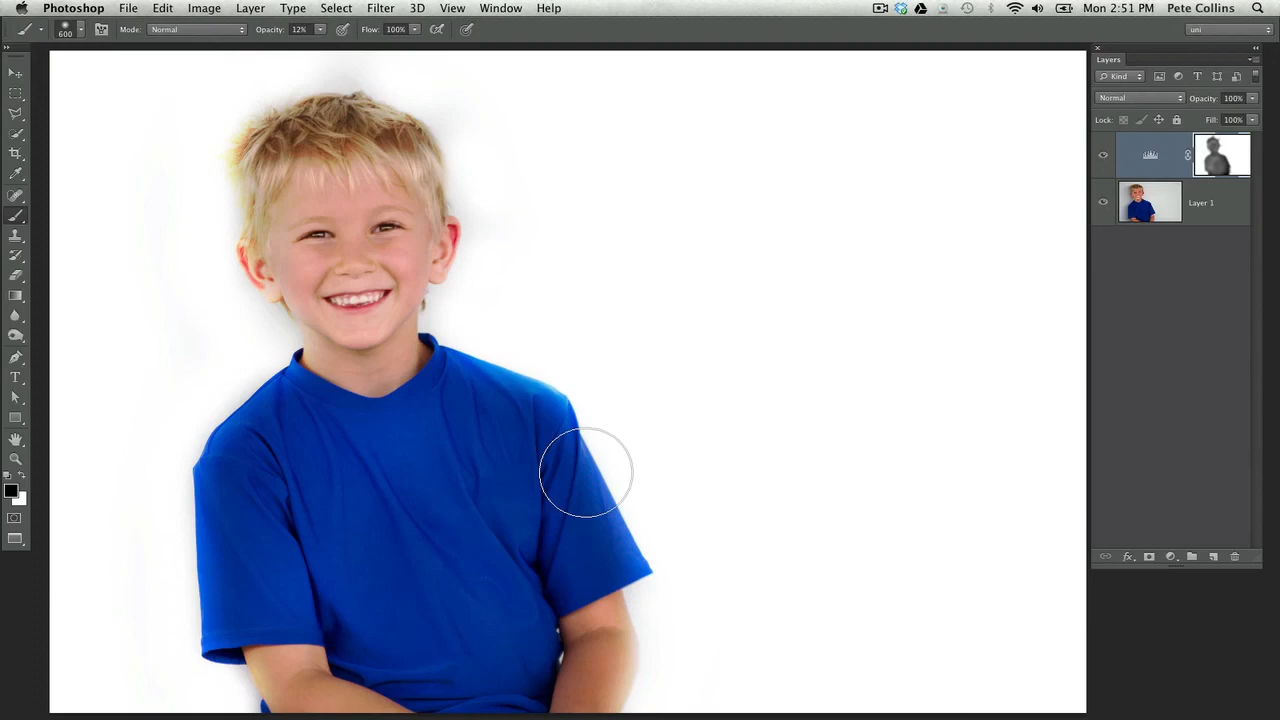 Photoshop File Edit Image Layer Type Select Filter 3D View Window Help Mon 2:51 PM Pete Collins
600 Mode: Normal Opacity: 12% Flow: 100% uni
Layers
Kind
Normal Opacity: 100%
Lock: Fill: 100%
Layer 1